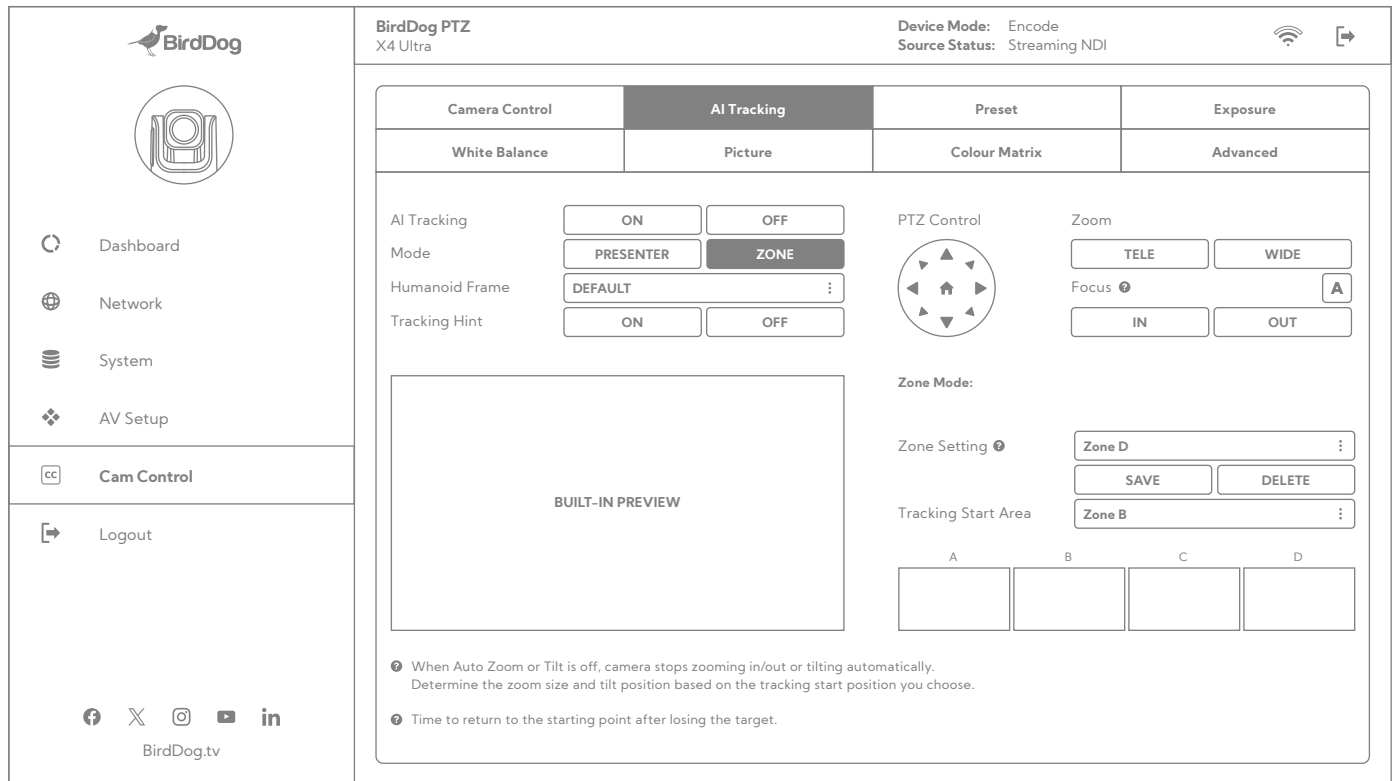 BirdDog
BirdDog PTZ
X4 Ultra
Device Mode: Encode
Source Status: Streaming NDI
Dashboard
Network
System
AV Setup
CC Cam Control
Logout
BirdDog.tv
Camera Control AI Tracking Preset Exposure
White Balance Picture Colour Matrix Advanced
AI Tracking ON OFF
Mode PRESENTER ZONE
Humanoid Frame DEFAULT
Tracking Hint ON OFF
BUILT-IN PREVIEW
PTZ Control
Zoom
TELE WIDE
Focus ? A
IN OUT
Zone Mode:
Zone Setting ? Zone D
SAVE DELETE
Tracking Start Area Zone B
A B C D
? When Auto Zoom or Tilt is off, camera stops zooming in/out or tilting automatically.
Determine the zoom size and tilt position based on the tracking start position you choose.
? Time to return to the starting point after losing the target.